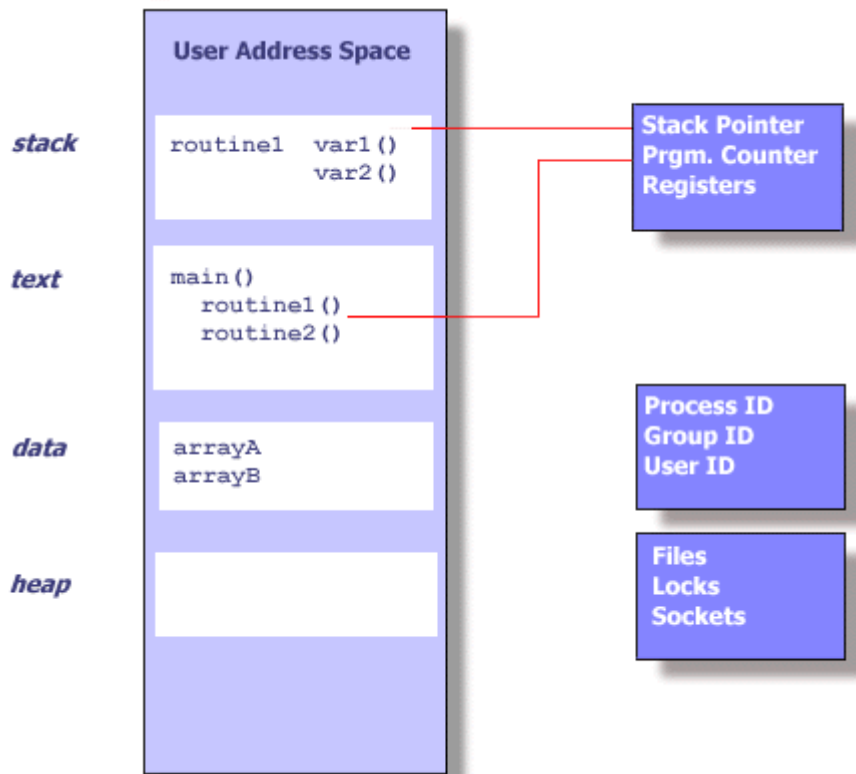 User Address Space
stack
routine1 var1()
var2()
Stack Pointer
Prgm. Counter
Registers
text
main()
routine1()
routine2()
data
arrayA
arrayB
Process ID
Group ID
User ID
heap
Files
Locks
Sockets